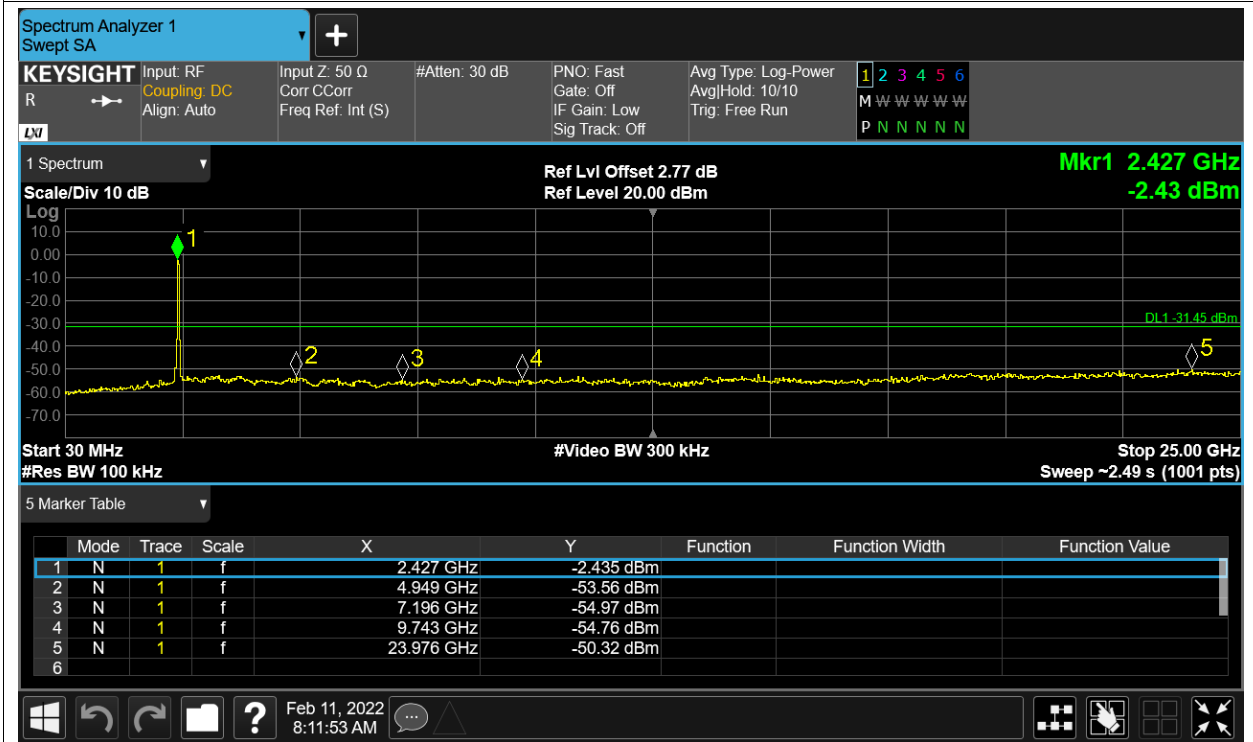 Spectrum Analyzer 1
Swept SA
KEYSIGHT Input: RF Input Z: 50 Ω #Atten: 30 dB PNO: Fast Avg Type: Log-Power 1 2 3 4 5 6
R Coupling: DC Corr CCorr Gate: Off Avg|Hold: 10/10 M W W W W W
Align: Auto Freq Ref: Int (S) IF Gain: Low Trig: Free Run
LXI Sig Track: Off P N N N N N
1 Spectrum Ref Lvl Offset 2.77 dB Mkr1 2.427 GHz
Scale/Div 10 dB Ref Level 20.00 dBm -2.43 dBm
Log
10.0
1
0.00
-10.0
-20.0
-30.0
DL1 -31.45 dBm
-40.0
2 3 4 5
-50.0
-60.0
-70.0
Start 30 MHz #Video BW 300 kHz Stop 25.00 GHz
#Res BW 100 kHz Sweep ~2.49 s (1001 pts)
5 Marker Table
Mode Trace Scale X Y Function Function Width Function Value
1 N 1 f 2.427 GHz -2.435 dBm
2 N 1 f 4.949 GHz -53.56 dBm
3 N 1 f 7.196 GHz -54.97 dBm
4 N 1 f 9.743 GHz -54.76 dBm
5 N 1 f 23.976 GHz -50.32 dBm
6
? Feb 11, 2022
8:11:53 AM